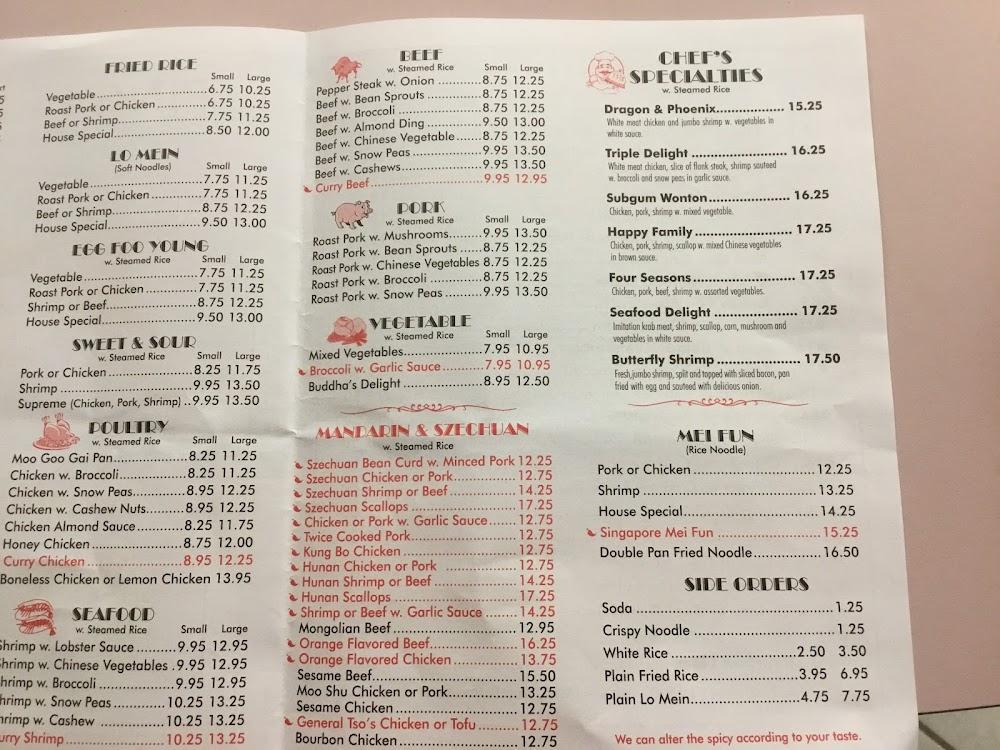 FRIED RICE
Small Large
Vegetable 6.75 10.25
Roast Pork or Chicken 6.75 10.25
Beef or Shrimp 7.75 11.25
House Special 8.50 12.00
LO MEIN
(Soft Noodles)
Small Large
Vegetable 7.75 11.25
Roast Pork or Chicken 7.75 11.25
Beef or Shrimp 8.75 12.25
House Special 9.50 13.00
EGG FOO YOUNG
w. Steamed Rice
Small Large
Vegetable 7.75 11.25
Roast Pork or Chicken 7.75 11.25
Shrimp or Beef 8.75 12.25
House Special 9.50 13.00
SWEET & SOUR
w. Steamed Rice
Small Large
Pork or Chicken 8.25 11.75
Shrimp 9.95 13.50
Supreme (Chicken, Pork, Shrimp) 9.95 13.50
POULTRY
w. Steamed Rice
Small Large
Moo Goo Gai Pan 8.25 11.25
Chicken w. Broccoli 8.25 11.25
Chicken w. Snow Peas 8.95 12.25
Chicken w. Cashew Nuts 8.95 12.25
Chicken Almond Sauce 8.25 11.75
Honey Chicken 8.75 12.00
Curry Chicken 8.95 12.25
Boneless Chicken or Lemon Chicken 13.95
SEAFOOD
w. Steamed Rice
Small Large
Shrimp w. Lobster Sauce 9.95 12.95
Shrimp w. Chinese Vegetables 9.95 12.95
hrimp w. Broccoli 9.95 12.95
hrimp w. Snow Peas 10.25 13.25
hrimp w. Cashew 10.25 13.25
urry Shrimp 10.25 13.25
BEEF
w. Steamed Rice
Small Large
Pepper Steak w. Onion 8.75 12.25
Beef w. Bean Sprouts 8.75 12.25
Beef w. Broccoli 8.75 12.25
Beef w. Almond Ding 9.50 13.00
Beef w. Chinese Vegetable 8.75 12.25
Beef w. Snow Peas 9.95 13.50
Beef w. Cashews 9.95 13.50
Curry Beef 9.95 12.95
PORK
w. Steamed Rice
Small Large
Roast Pork w. Mushrooms 9.95 13.50
Roast Pork w. Bean Sprouts 8.75 12.25
Roast Pork w. Chinese Vegetables 8.75 12.25
Roast Pork w. Broccoli 8.75 12.25
Roast Pork w. Snow Peas 9.95 13.50
VEGETABLE
w. Steamed Rice
Small Large
Mixed Vegetables 7.95 10.95
Broccoli w. Garlic Sauce 7.95 10.95
Buddha's Delight 8.95 12.50
MANDARIN & SZECHUAN
w. Steamed Rice
Szechuan Bean Curd w. Minced Pork 12.25
Szechuan Chicken or Pork 12.75
Szechuan Shrimp or Beef 14.25
Szechuan Scallops 17.25
Chicken or Pork w. Garlic Sauce 12.75
Twice Cooked Pork 12.75
Kung Bo Chicken 12.75
Hunan Chicken or Pork 12.75
Hunan Shrimp or Beef 14.25
Hunan Scallops 17.25
Shrimp or Beef w. Garlic Sauce 14.25
Mongolian Beef 12.95
Orange Flavored Beef 16.25
Orange Flavored Chicken 13.75
Sesame Beef 15.50
Moo Shu Chicken or Pork 13.25
Sesame Chicken 12.75
General Tso's Chicken or Tofu 12.75
Bourbon Chicken 12.75
CHEF'S
SPECIALTIES
w. Steamed Rice
Dragon & Phoenix 15.25
White meat chicken and jumbo shrimp w. vegetables in
white sauce.
Triple Delight 16.25
White meat chicken, slice of flank steak, shrimp sauteed
w. broccoli and snow peas in garlic sauce.
Subgum Wonton 16.25
Chicken, pork, shrimp w. mixed vegetable.
Happy Family 17.25
Chicken, pork, shrimp, scallop w. mixed Chinese vegetables
in brown sauce.
Four Seasons 17.25
Chicken, pork, beef, shrimp w. assorted vegetables.
Seafood Delight 17.25
Imitation krab meat, shrimp, scallop, corn, mushroom and
vegetables in white sauce.
Butterfly Shrimp 17.50
Fresh jumbo shrimp, split and topped with sliced bacon, pan
fried with egg and sauteed with delicious onion.
MEI FUN
(Rice Noodle)
Pork or Chicken 12.25
Shrimp 13.25
House Special 14.25
Singapore Mei Fun 15.25
Double Pan Fried Noodle 16.50
SIDE ORDERS
Soda 1.25
Crispy Noodle 1.25
White Rice 2.50 3.50
Plain Fried Rice 3.95 6.95
Plain Lo Mein 4.75 7.75
We can alter the spicy according to your taste.